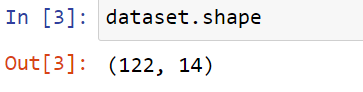 In [3]: dataset.shape
Out[3]: (122, 14)